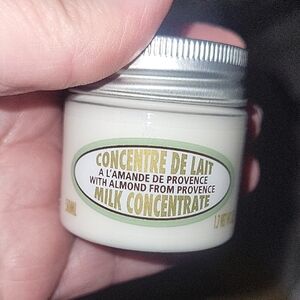 CONCENTRE DE LAIT
A L'AMANDE DE PROVENCE
WITH ALMOND FROM PROVENCE
MILK CONCENTRATE